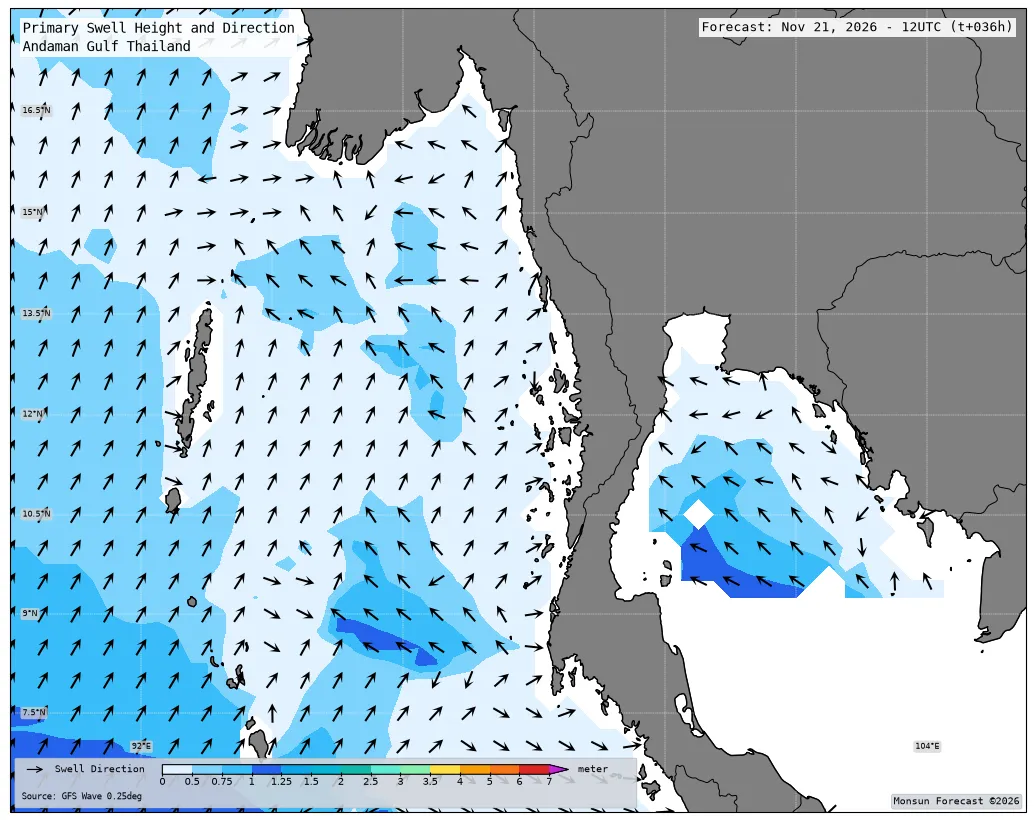 Primary Swell Height and Direction
Andaman Gulf Thailand
Forecast: Nov 21, 2026 - 12UTC (t+036h)
16.5°N
15°N
13.5°N
12°N
10.5°N
9°N
7.5°N
92°E
104°E
Swell Direction
0 0.5 0.75 1 1.25 1.5 2 2.5 3 3.5 4 5 6 7
meter
Source: GFS Wave 0.25deg
Monsun Forecast ©2026